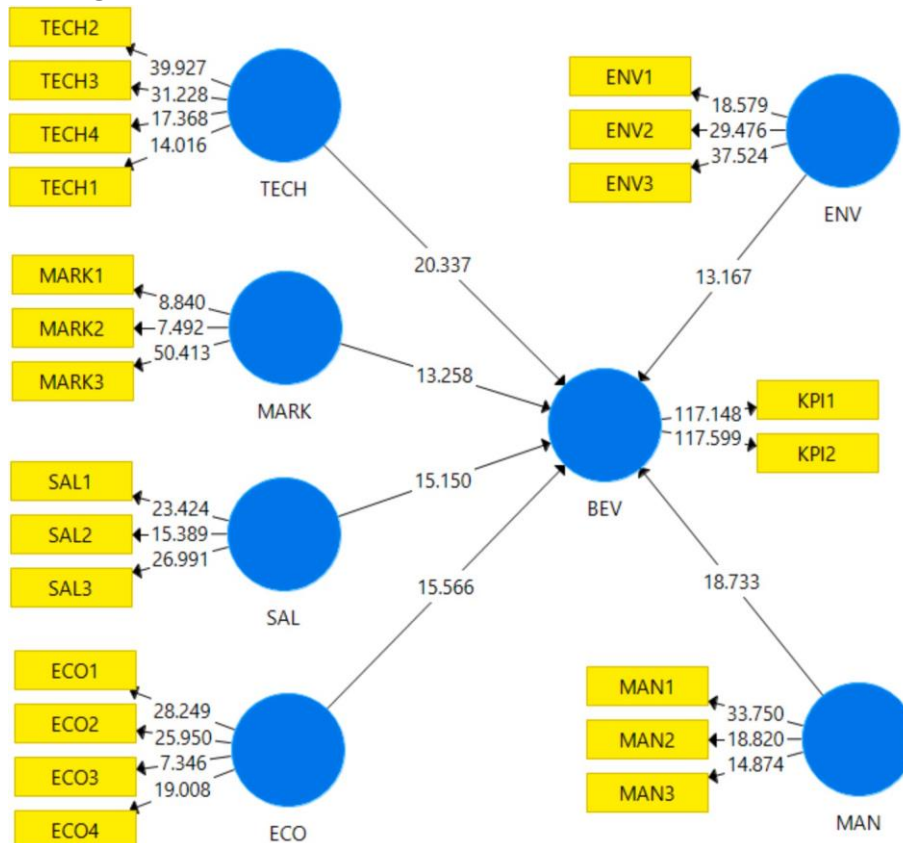 TECH2
TECH3
TECH4
TECH1
39.927
31.228
17.368
14.016
TECH
ENV1
ENV2
ENV3
18.579
29.476
37.524
ENV
20.337
13.167
MARK1
MARK2
MARK3
8.840
7.492
50.413
MARK
13.258
SAL1
SAL2
SAL3
23.424
15.389
26.991
SAL
15.150
BEV
117.148
117.599
KPI1
KPI2
ECO1
ECO2
ECO3
ECO4
28.249
25.950
7.346
19.008
ECO
15.566
18.733
MAN1
MAN2
MAN3
33.750
18.820
14.874
MAN